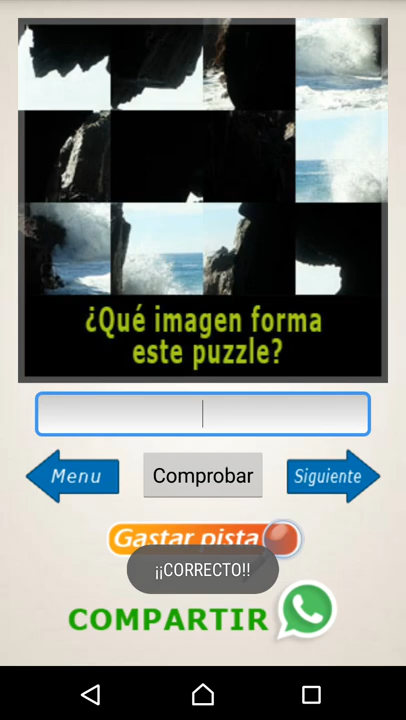 ¿Qué imagen forma
este puzzle?
Menu
Comprobar
Siguiente
Gastar pista
¡¡CORRECTO!!
COMPARTIR